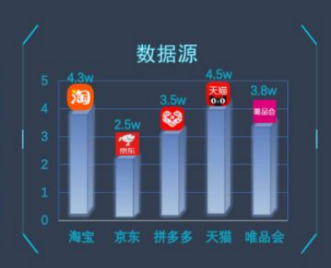 数据源
5
4
3
2
1
0
4.3w
2.5w
3.5w
4.5w
3.8w
淘
京东
天猫
唯品会
淘宝 京东 拼多多 天猫 唯品会